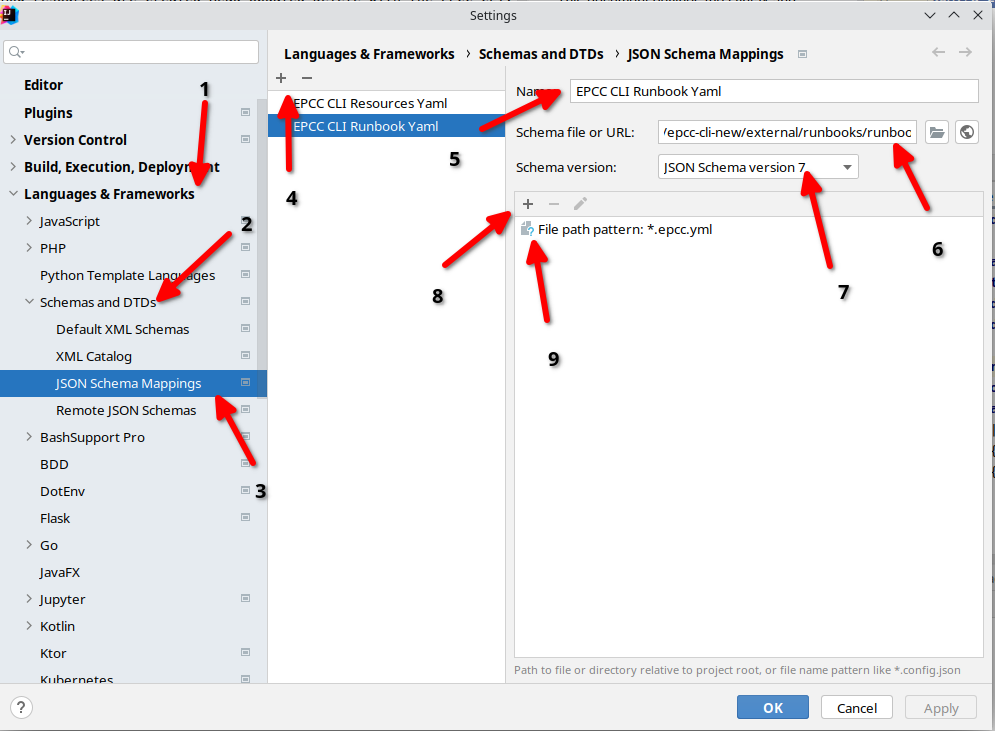 Settings
Languages & Frameworks › Schemas and DTDs › JSON Schema Mappings
Editor
Plugins
Version Control
Build, Execution, Deployment
Languages & Frameworks
JavaScript
PHP
Python Template Languages
Schemas and DTDs
Default XML Schemas
XML Catalog
JSON Schema Mappings
Remote JSON Schemas
BashSupport Pro
BDD
DotEnv
Flask
Go
JavaFX
Jupyter
Kotlin
Ktor
Kubernetes
1
2
3
EPCC CLI Resources Yaml
EPCC CLI Runbook Yaml
4
5
Name: EPCC CLI Runbook Yaml
Schema file or URL: /epcc-cli-new/external/runbooks/runboo
Schema version: JSON Schema version 7
File path pattern: *.epcc.yml
6
7
8
9
Path to file or directory relative to project root, or file name pattern like *.config.json
?
OK
Cancel
Apply